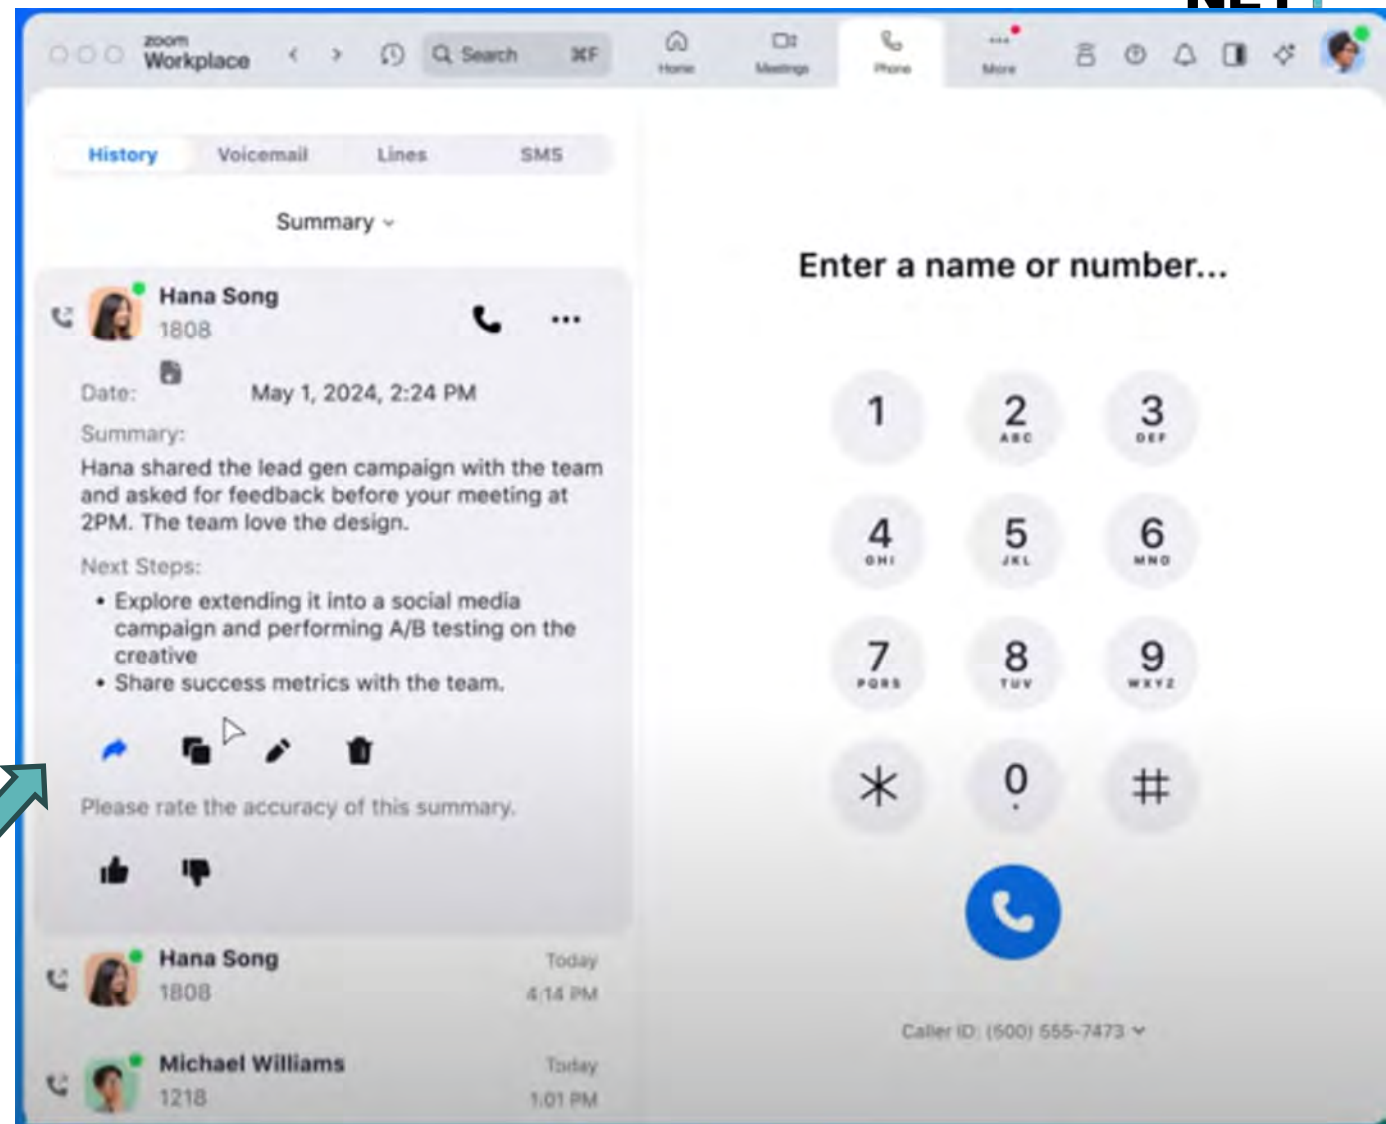 NET
zoom
Workplace
Search
⌘F
Home
Meetings
Phone
More
History
Voicemail
Lines
SMS
Summary
Hana Song
1808
Date:
May 1, 2024, 2:24 PM
Summary:
Hana shared the lead gen campaign with the team
and asked for feedback before your meeting at
2PM. The team love the design.
Next Steps:
• Explore extending it into a social media
campaign and performing A/B testing on the
creative
• Share success metrics with the team.
Please rate the accuracy of this summary.
Hana Song
Today
1808
4:14 PM
Michael Williams
Today
1218
1:01 PM
Enter a name or number...
1
2
3
ABC
DEF
4
5
6
GHI
JKL
MNO
7
8
9
PQRS
TUV
WXYZ
*
0
#
Caller ID: (500) 555-7473